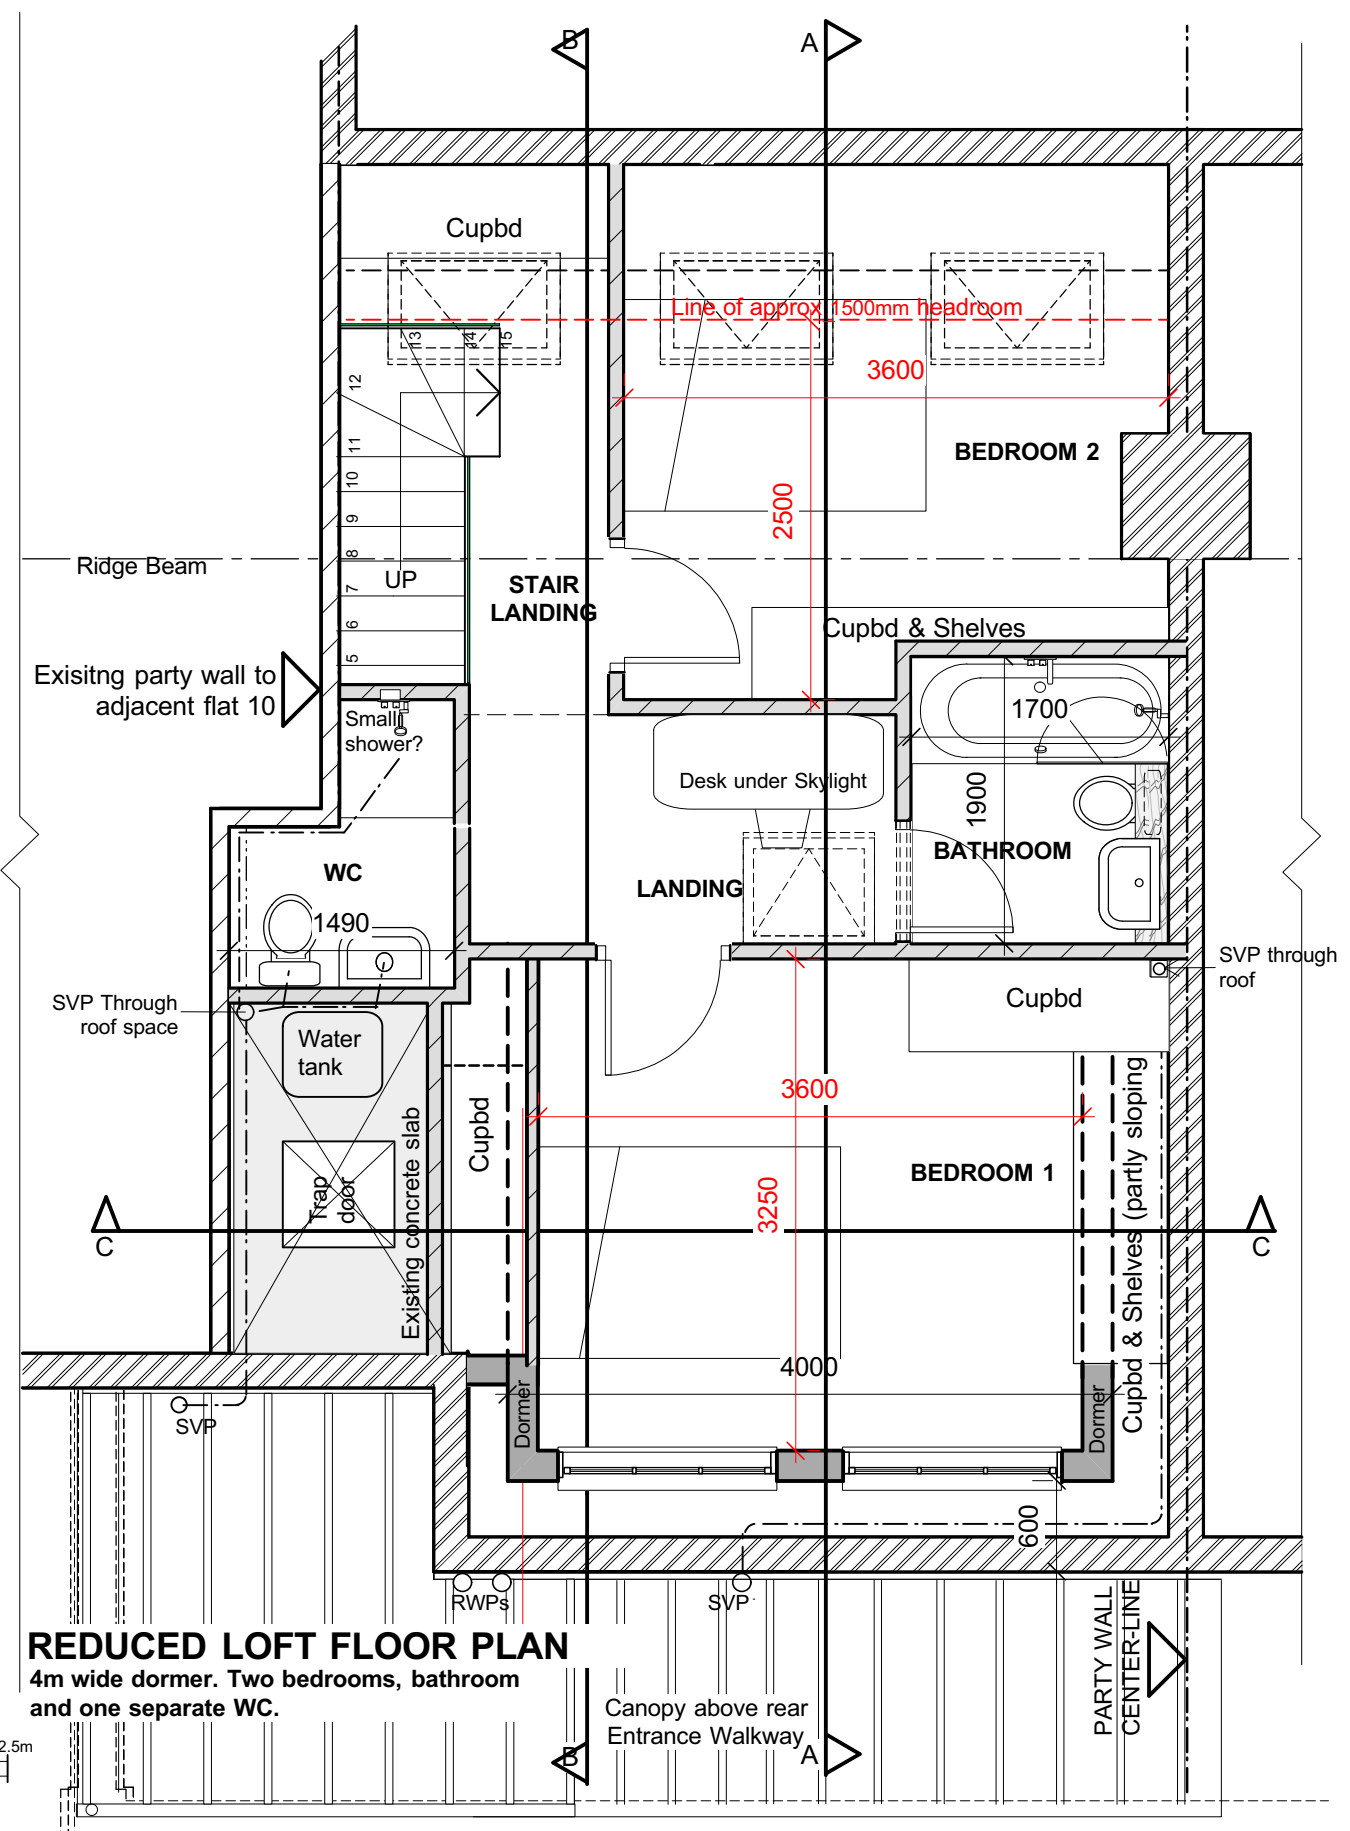 B
A
Cupbd
Line of approx 1500mm headroom
13
14
15
3600
12
BEDROOM 2
11
10
2500
9
8
Ridge Beam
UP
7
STAIR
LANDING
6
Cupbd & Shelves
5
Exisitng party wall to
adjacent flat 10
Small
shower?
1700
Desk under Skylight
1900
BATHROOM
WC
LANDING
1490
SVP through
roof
SVP Through
roof space
Cupbd
Water
tank
3600
Cupbd
Existing concrete slab
Trap
door
BEDROOM 1
3250
Cupbd & Shelves (partly sloping
C
C
4000
Dormer
Dormer
SVP
600
RWPs
SVP
REDUCED LOFT FLOOR PLAN
4m wide dormer. Two bedrooms, bathroom
and one separate WC.
PARTY WALL
CENTER-LINE
Canopy above rear
Entrance Walkway
2.5m
B
A